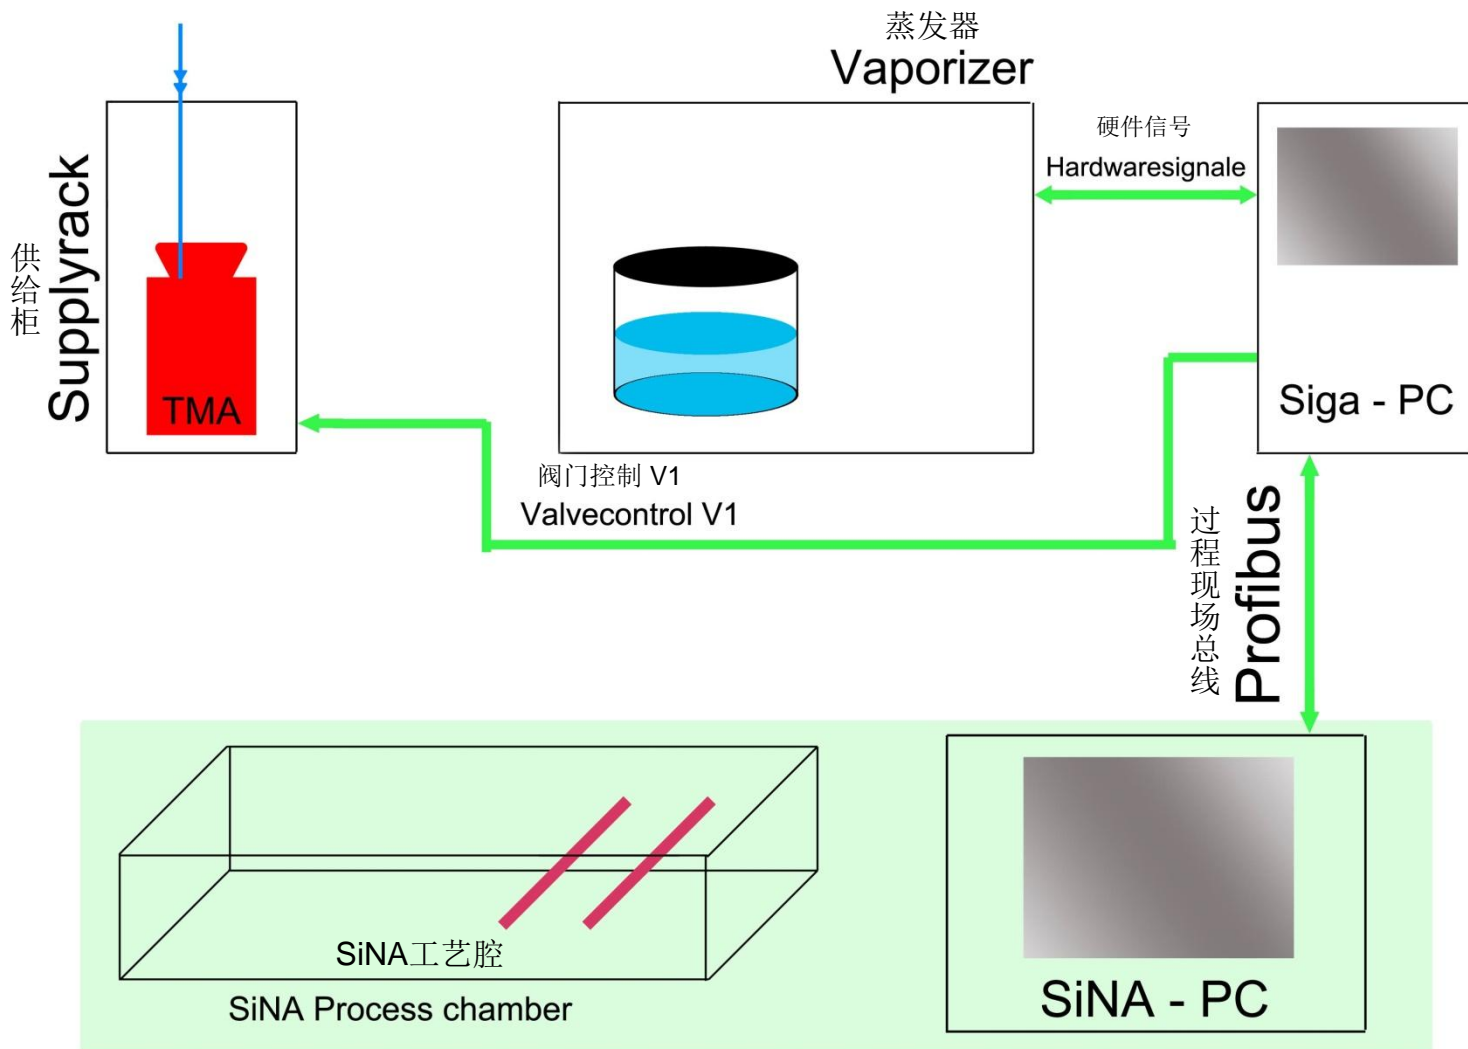 蒸发器
Vaporizer
硬件信号
Hardwaresignale
供给柜
Supplyrack
TMA
Siga - PC
阀门控制 V1
Valvecontrol V1
过程现场总线
Profibus
SiNA工艺腔
SiNA Process chamber
SiNA - PC